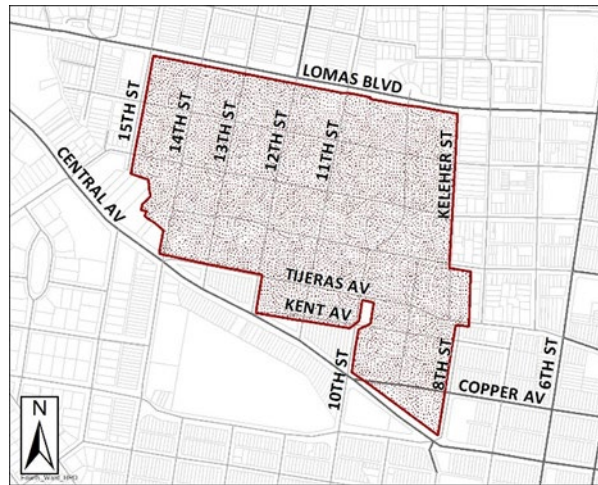 LOMAS BLVD
15TH ST
14TH ST
13TH ST
12TH ST
11TH ST
KELEHER ST
CENTRAL AV
TIJERAS AV
KENT AV
10TH ST
8TH ST
6TH ST
COPPER AV
N